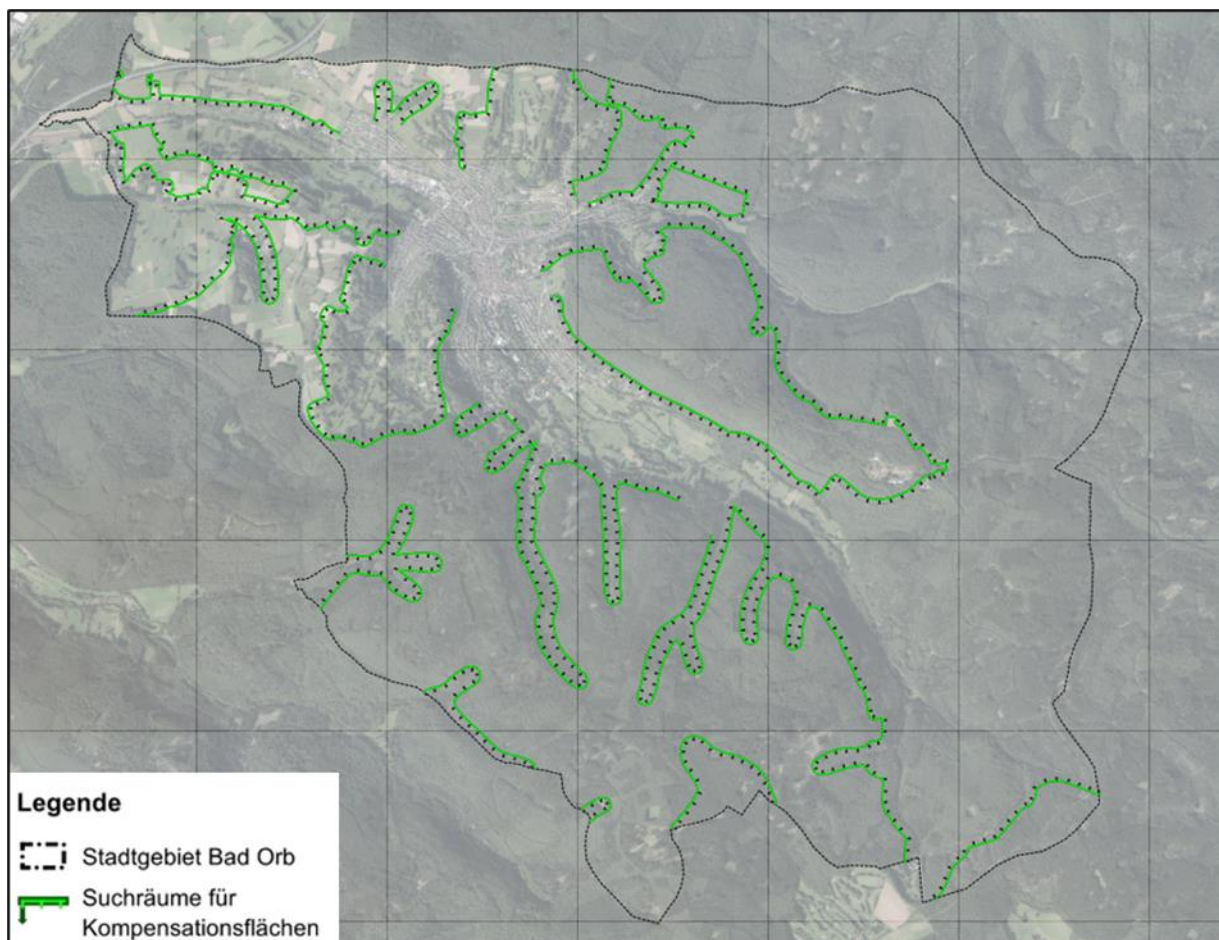 Legende
Stadtgebiet Bad Orb
Suchräume für
Kompensationsflächen